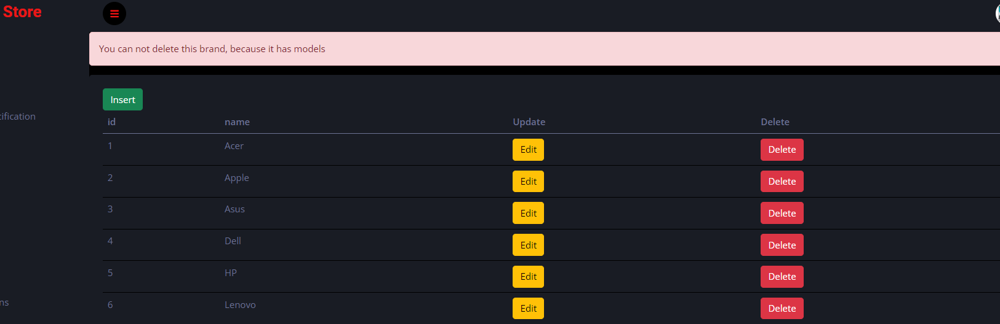 Store
You can not delete this brand, because it has models
Insert
id name Update Delete
1 Acer Edit Delete
2 Apple Edit Delete
3 Asus Edit Delete
4 Dell Edit Delete
5 HP Edit Delete
6 Lenovo Edit Delete